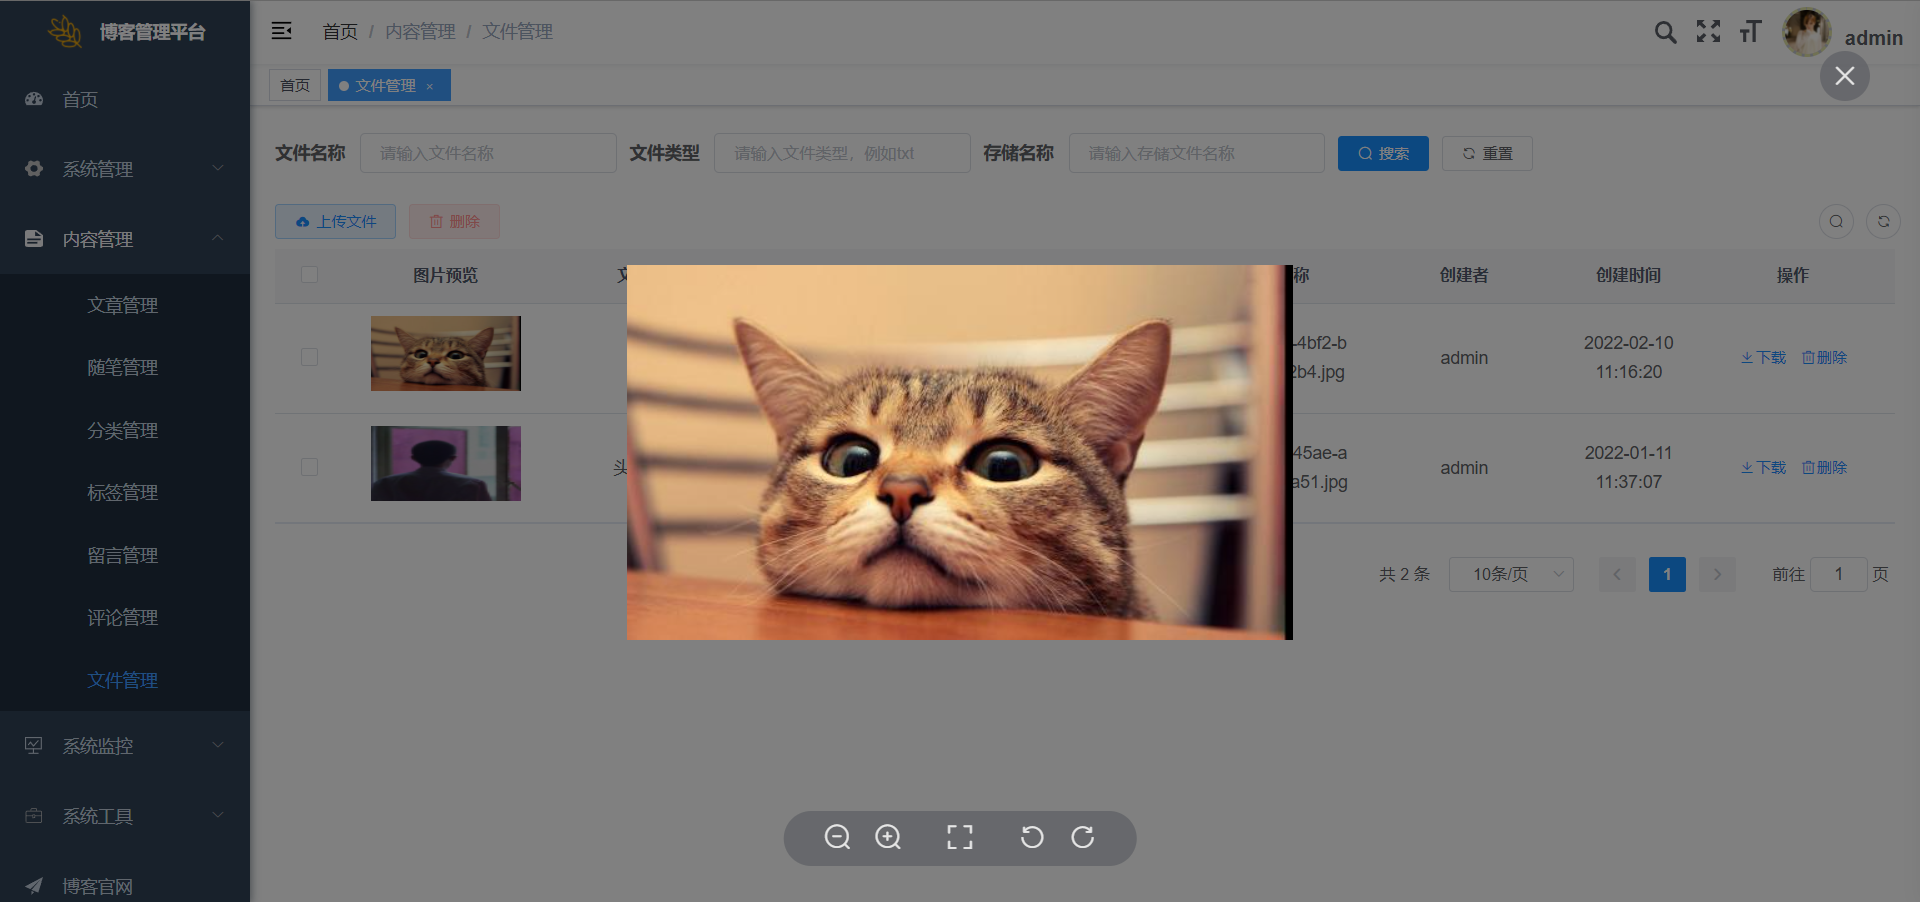 博客管理平台
首页 / 内容管理 / 文件管理
admin
首页
文件管理 ×
首页
系统管理
内容管理
文章管理
随笔管理
分类管理
标签管理
留言管理
评论管理
文件管理
系统监控
系统工具
博客官网
文件名称 请输入文件名称 文件类型 请输入文件类型，例如txt 存储名称 请输入存储文件名称 搜索 重置
上传文件 删除
图片预览 称 创建者 创建时间 操作
-4bf2-b
2b4.jpg
admin
2022-02-10
11:16:20
下载 删除
头
45ae-a
a51.jpg
admin
2022-01-11
11:37:07
下载 删除
共 2 条 10条/页 1 前往 1 页